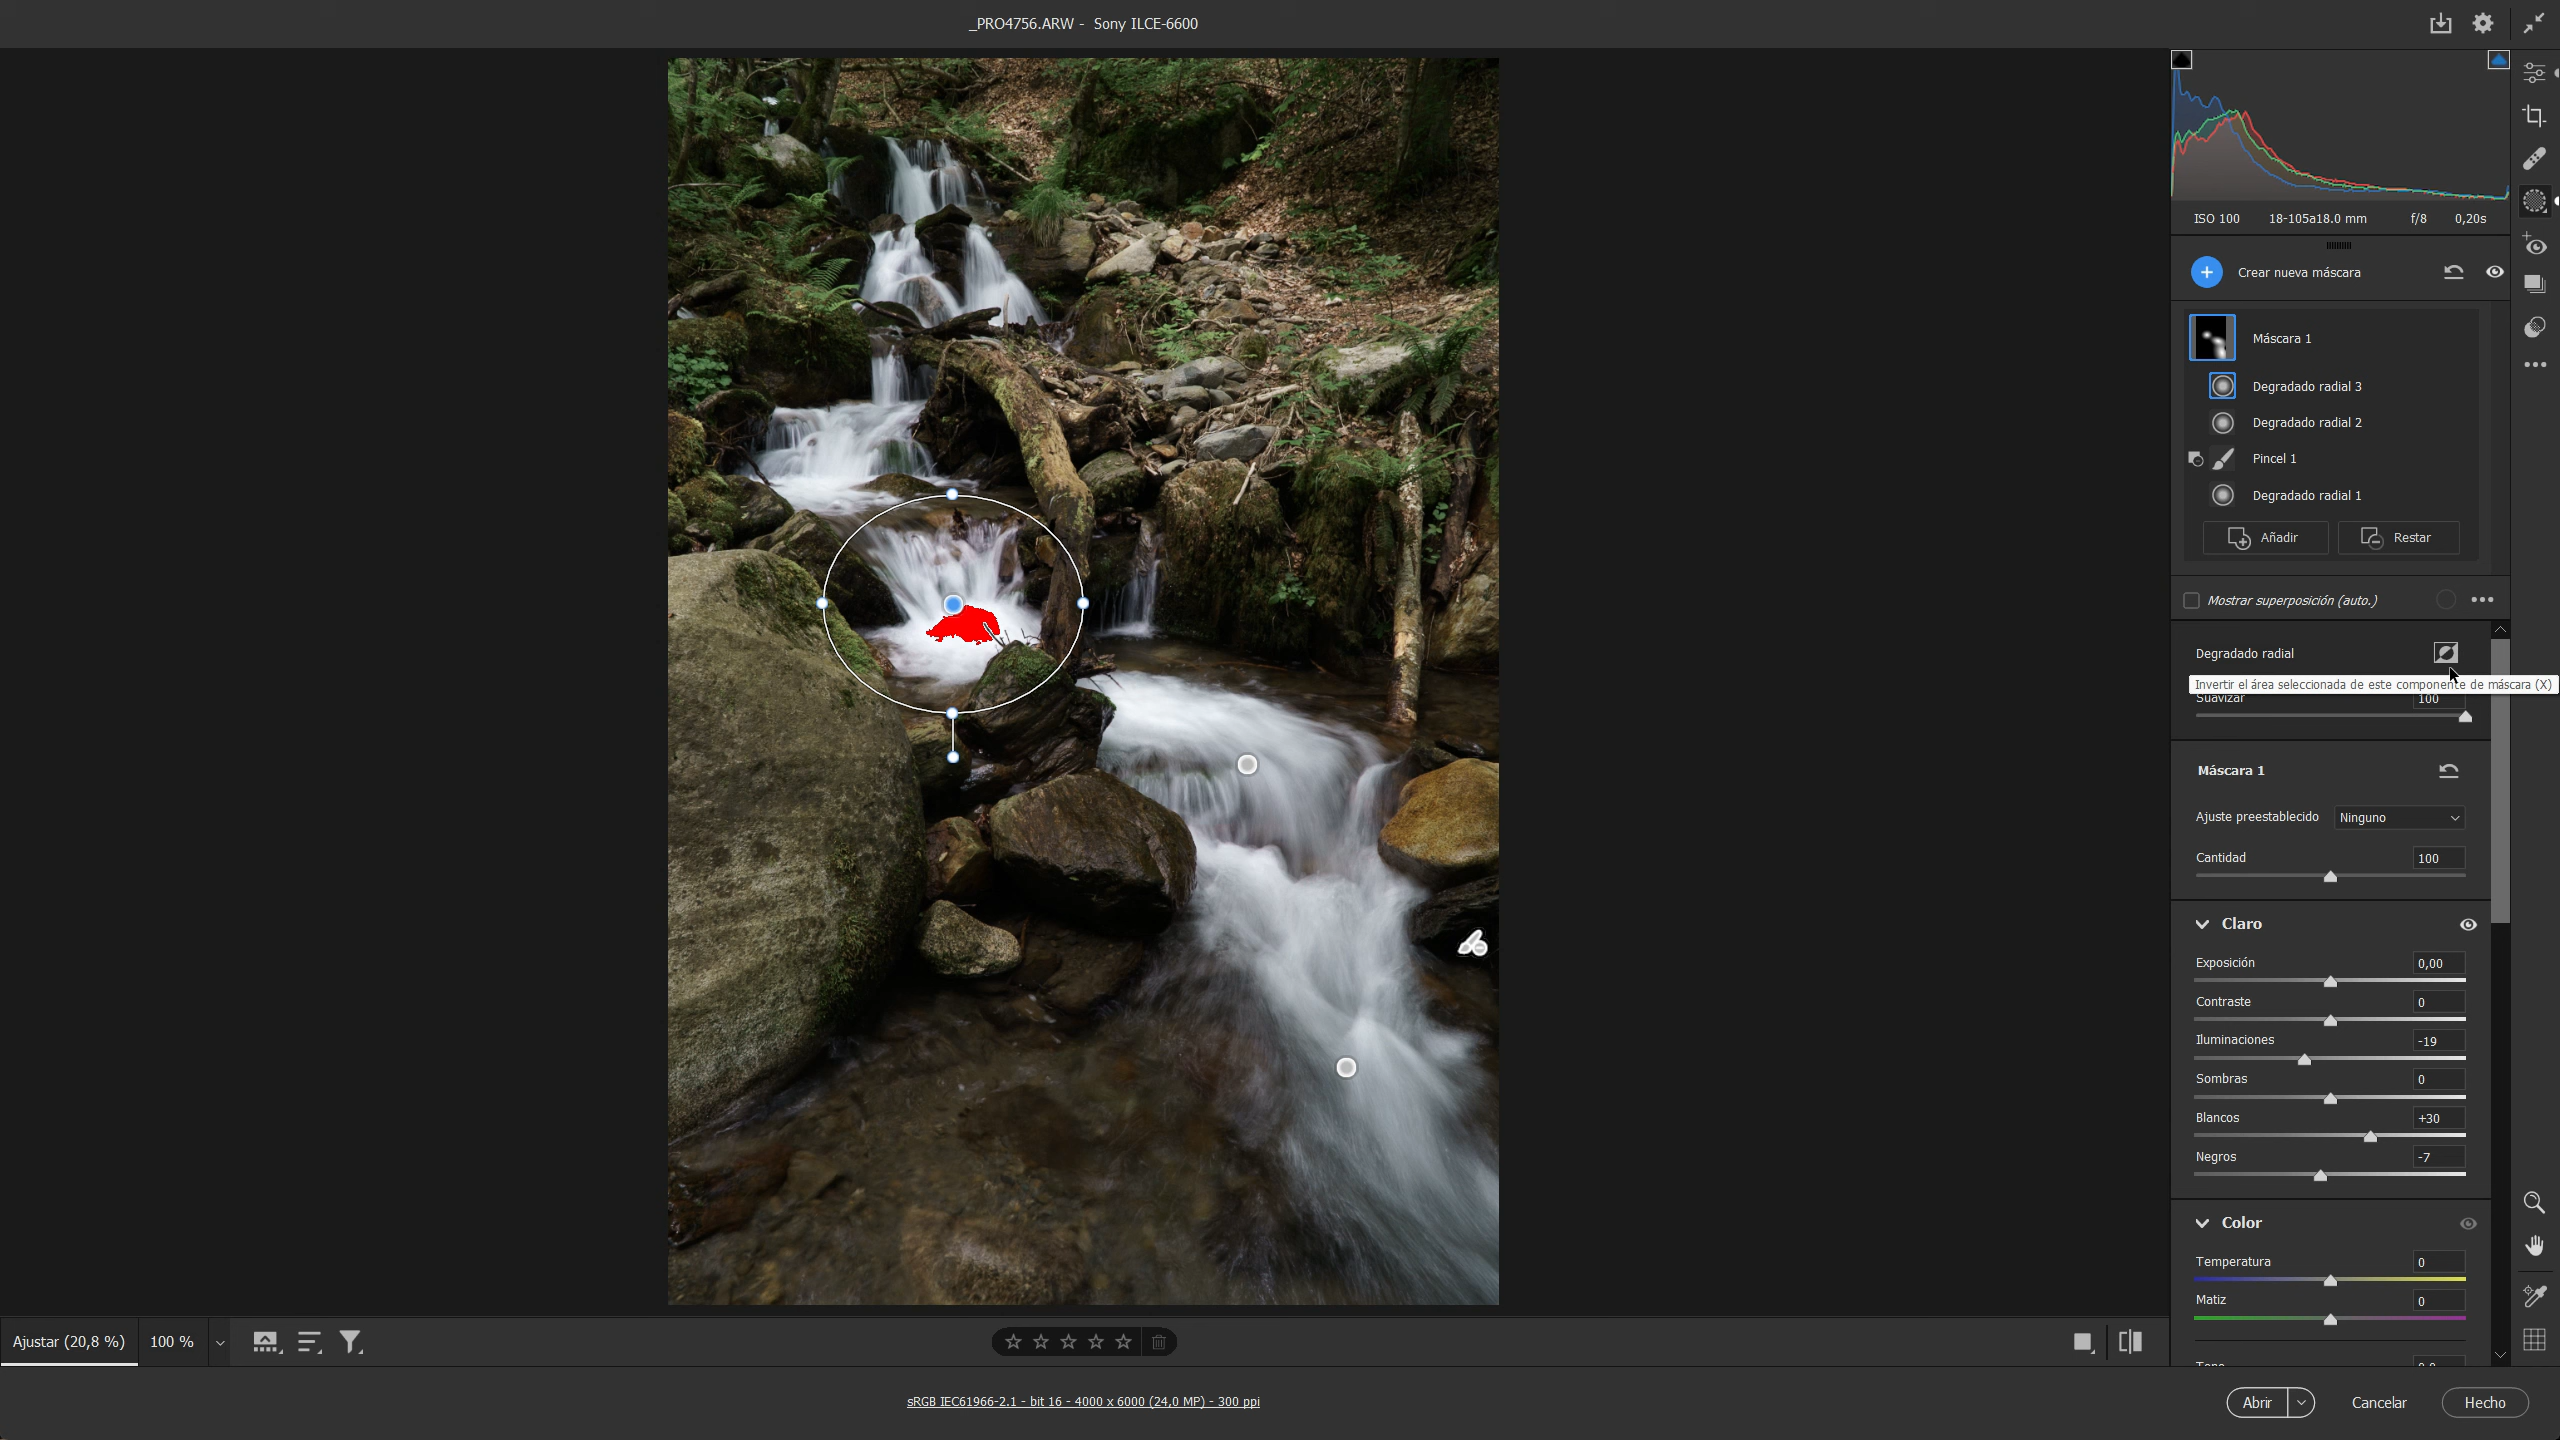 _PRO4756.ARW - Sony ILCE-6600
ISO 100 18-105a18.0 mm f/8 0,20s
Crear nueva máscara
Máscara 1
Degradado radial 3
Degradado radial 2
Pincel 1
Degradado radial 1
Añadir Restar
Mostrar superposición (auto.)
Degradado radial
Invertir el área seleccionada de este componente de máscara (X)
Suavizar 100
Máscara 1
Ajuste preestablecido Ninguno
Cantidad 100
Claro
Exposición 0,00
Contraste 0
Iluminaciones -19
Sombras 0
Blancos +30
Negros -7
Color
Temperatura 0
Matiz 0
Ajustar (20,8 %) 100 %
sRGB IEC61966-2.1 - bit 16 - 4000 x 6000 (24,0 MP) - 300 ppi
Abrir Cancelar Hecho